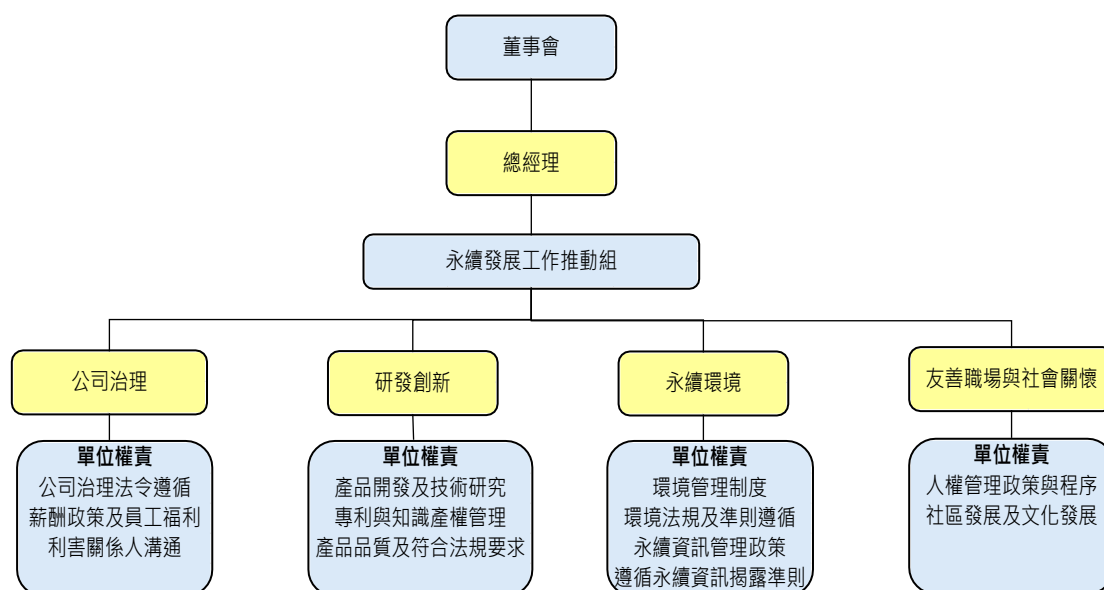 董事會
總經理
永續發展工作推動組
公司治理
研發創新
永續環境
友善職場與社會關懷
單位權責
公司治理法令遵循
薪酬政策及員工福利
利害關係人溝通
單位權責
產品開發及技術研究
專利與知識產權管理
產品品質及符合法規要求
單位權責
環境管理制度
環境法規及準則遵循
永續資訊管理政策
遵循永續資訊揭露準則
單位權責
人權管理政策與程序
社區發展及文化發展